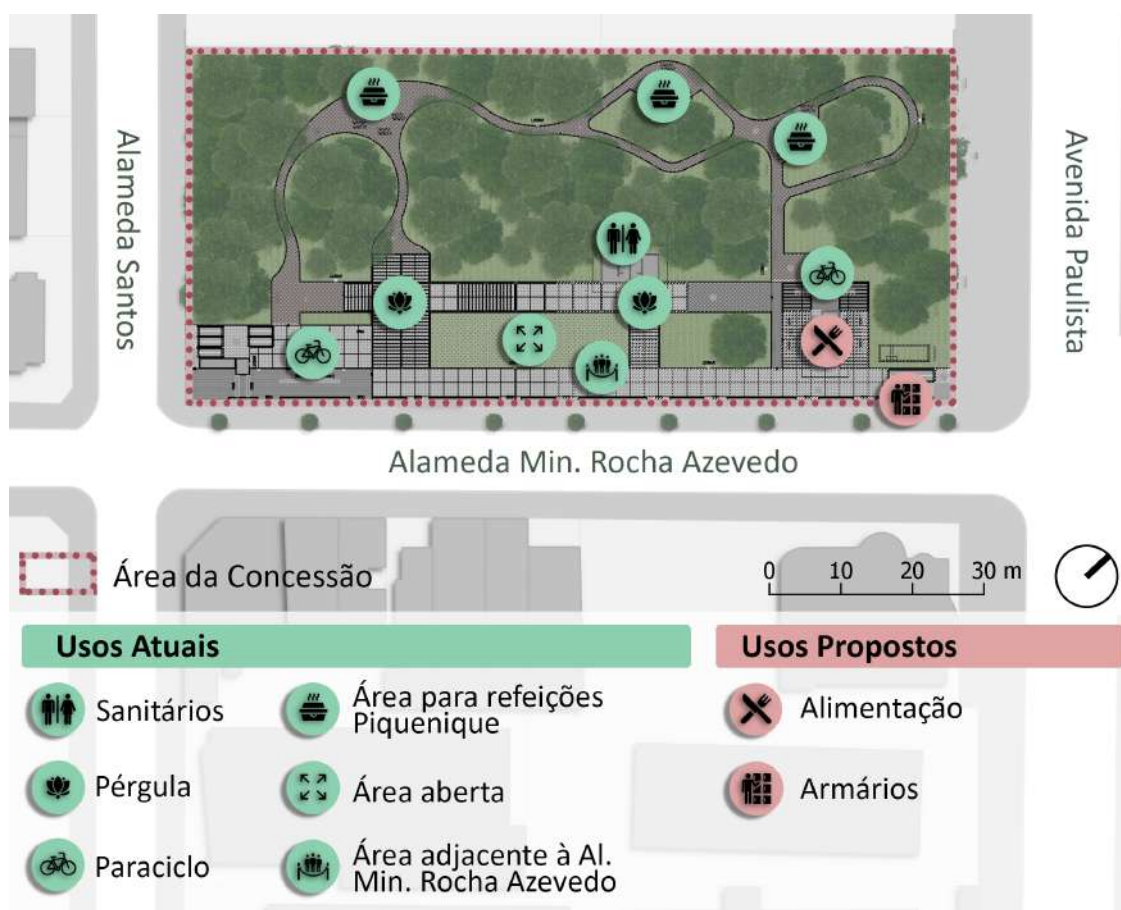 Alameda Santos
Avenida Paulista
Alameda Min. Rocha Azevedo
Área da Concessão
0 10 20 30 m
Usos Atuais
Sanitários
Pérgula
Paraciclo
Área para refeições
Piquenique
Área aberta
Área adjacente à Al.
Min. Rocha Azevedo
Usos Propostos
Alimentação
Armários